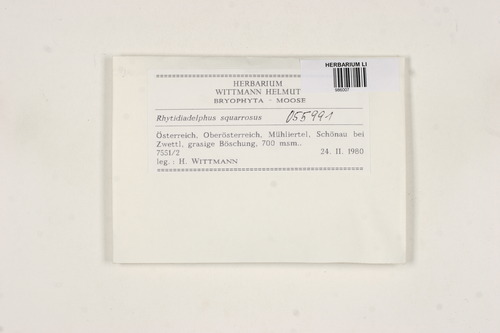 HERBARIUM LI
HERBARIUM
WITTMANN HELMUT
BRYOPHYTA - MOOSE
Rhytidiadelphus squarrosus 055991
Österreich, Oberösterreich, Mühlviertel, Schönau bei
Zwettl, grasige Böschung, 700 msm..
7551/2 24. II. 1980
leg.: H. WITTMANN